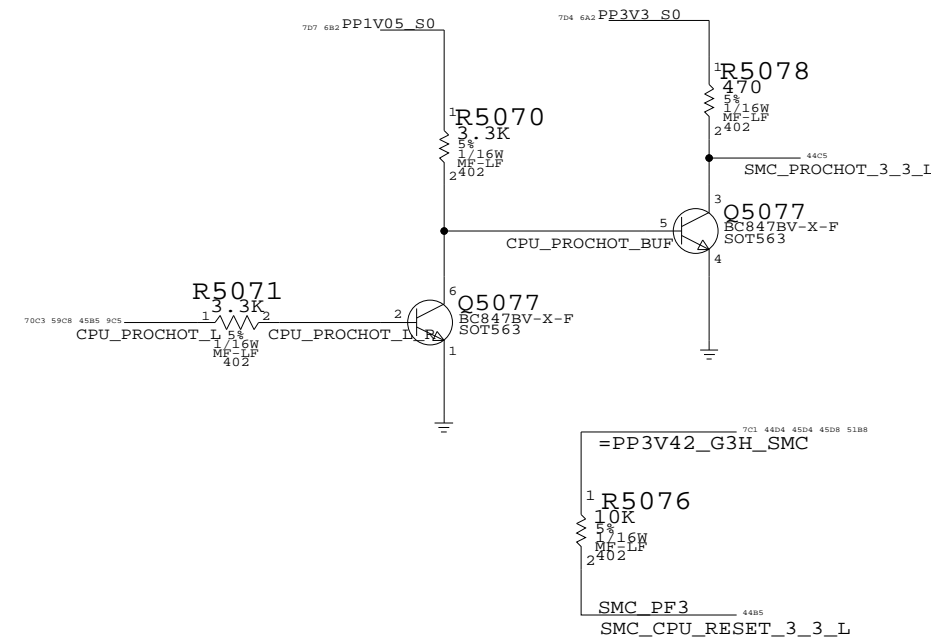 7D7 6B2 PP1V05_S0
7D4 6A2 PP3V3_S0
1
R5078
470
5%
1/16W
MF-LF
2 402
1
R5070
3.3K
5%
1/16W
MF-LF
2 402
44C5
SMC_PROCHOT_3_3_L
3
Q5077
BC847BV-X-F
SOT563
5
CPU_PROCHOT_BUF
4
R5071
3.3K
1 2
70C3 59C8 45B5 9C5
CPU_PROCHOT_L
5%
1/16W
MF-LF
402
CPU_PROCHOT_L_R
2
6
Q5077
BC847BV-X-F
SOT563
1
7C1 44D4 45D4 45D8 51B8
=PP3V42_G3H_SMC
1
R5076
10K
5%
1/16W
MF-LF
2 402
SMC_PF3
44B5
SMC_CPU_RESET_3_3_L